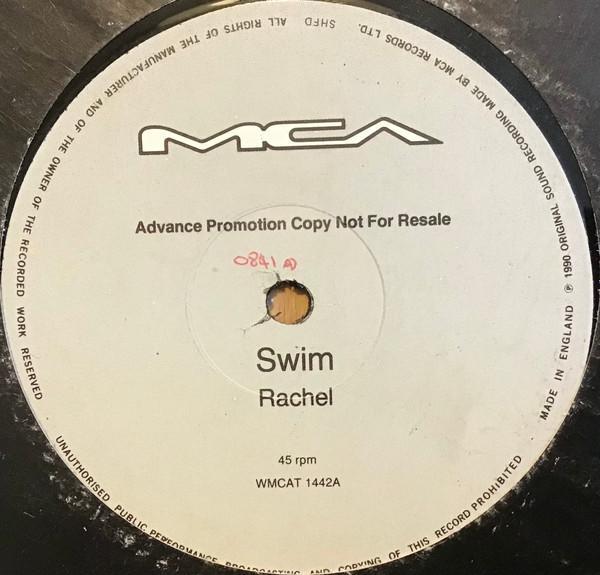 MCA
Advance Promotion Copy Not For Resale
0841
Swim
Rachel
45 rpm
WMCAT 1442A
MADE IN ENGLAND ℗ 1990 ORIGINAL SOUND RECORDING MADE BY MCA RECORDS LTD. SHFD ALL RIGHTS OF THE MANUFACTURER AND OF THE OWNER OF THE RECORDED WORK RESERVED
UNAUTHORISED PUBLIC PERFORMANCE BROADCASTING AND COPYING OF THIS RECORD PROHIBITED